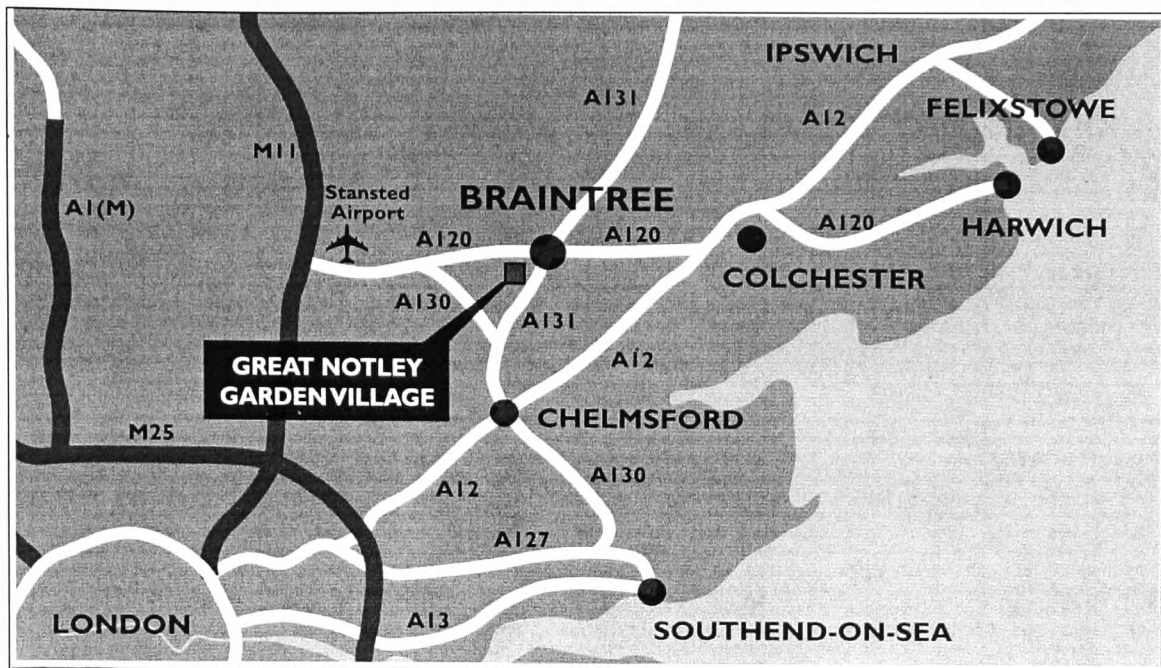 IPSWICH
A131
A12
FELIXSTOWE
M11
Stansted
Airport
BRAINTREE
A1(M)
A120
A120
A120
HARWICH
COLCHESTER
A130
A131
A12
GREAT NOTLEY
GARDEN VILLAGE
CHELMSFORD
M25
A12
A130
A127
LONDON
A13
SOUTHEND-ON-SEA